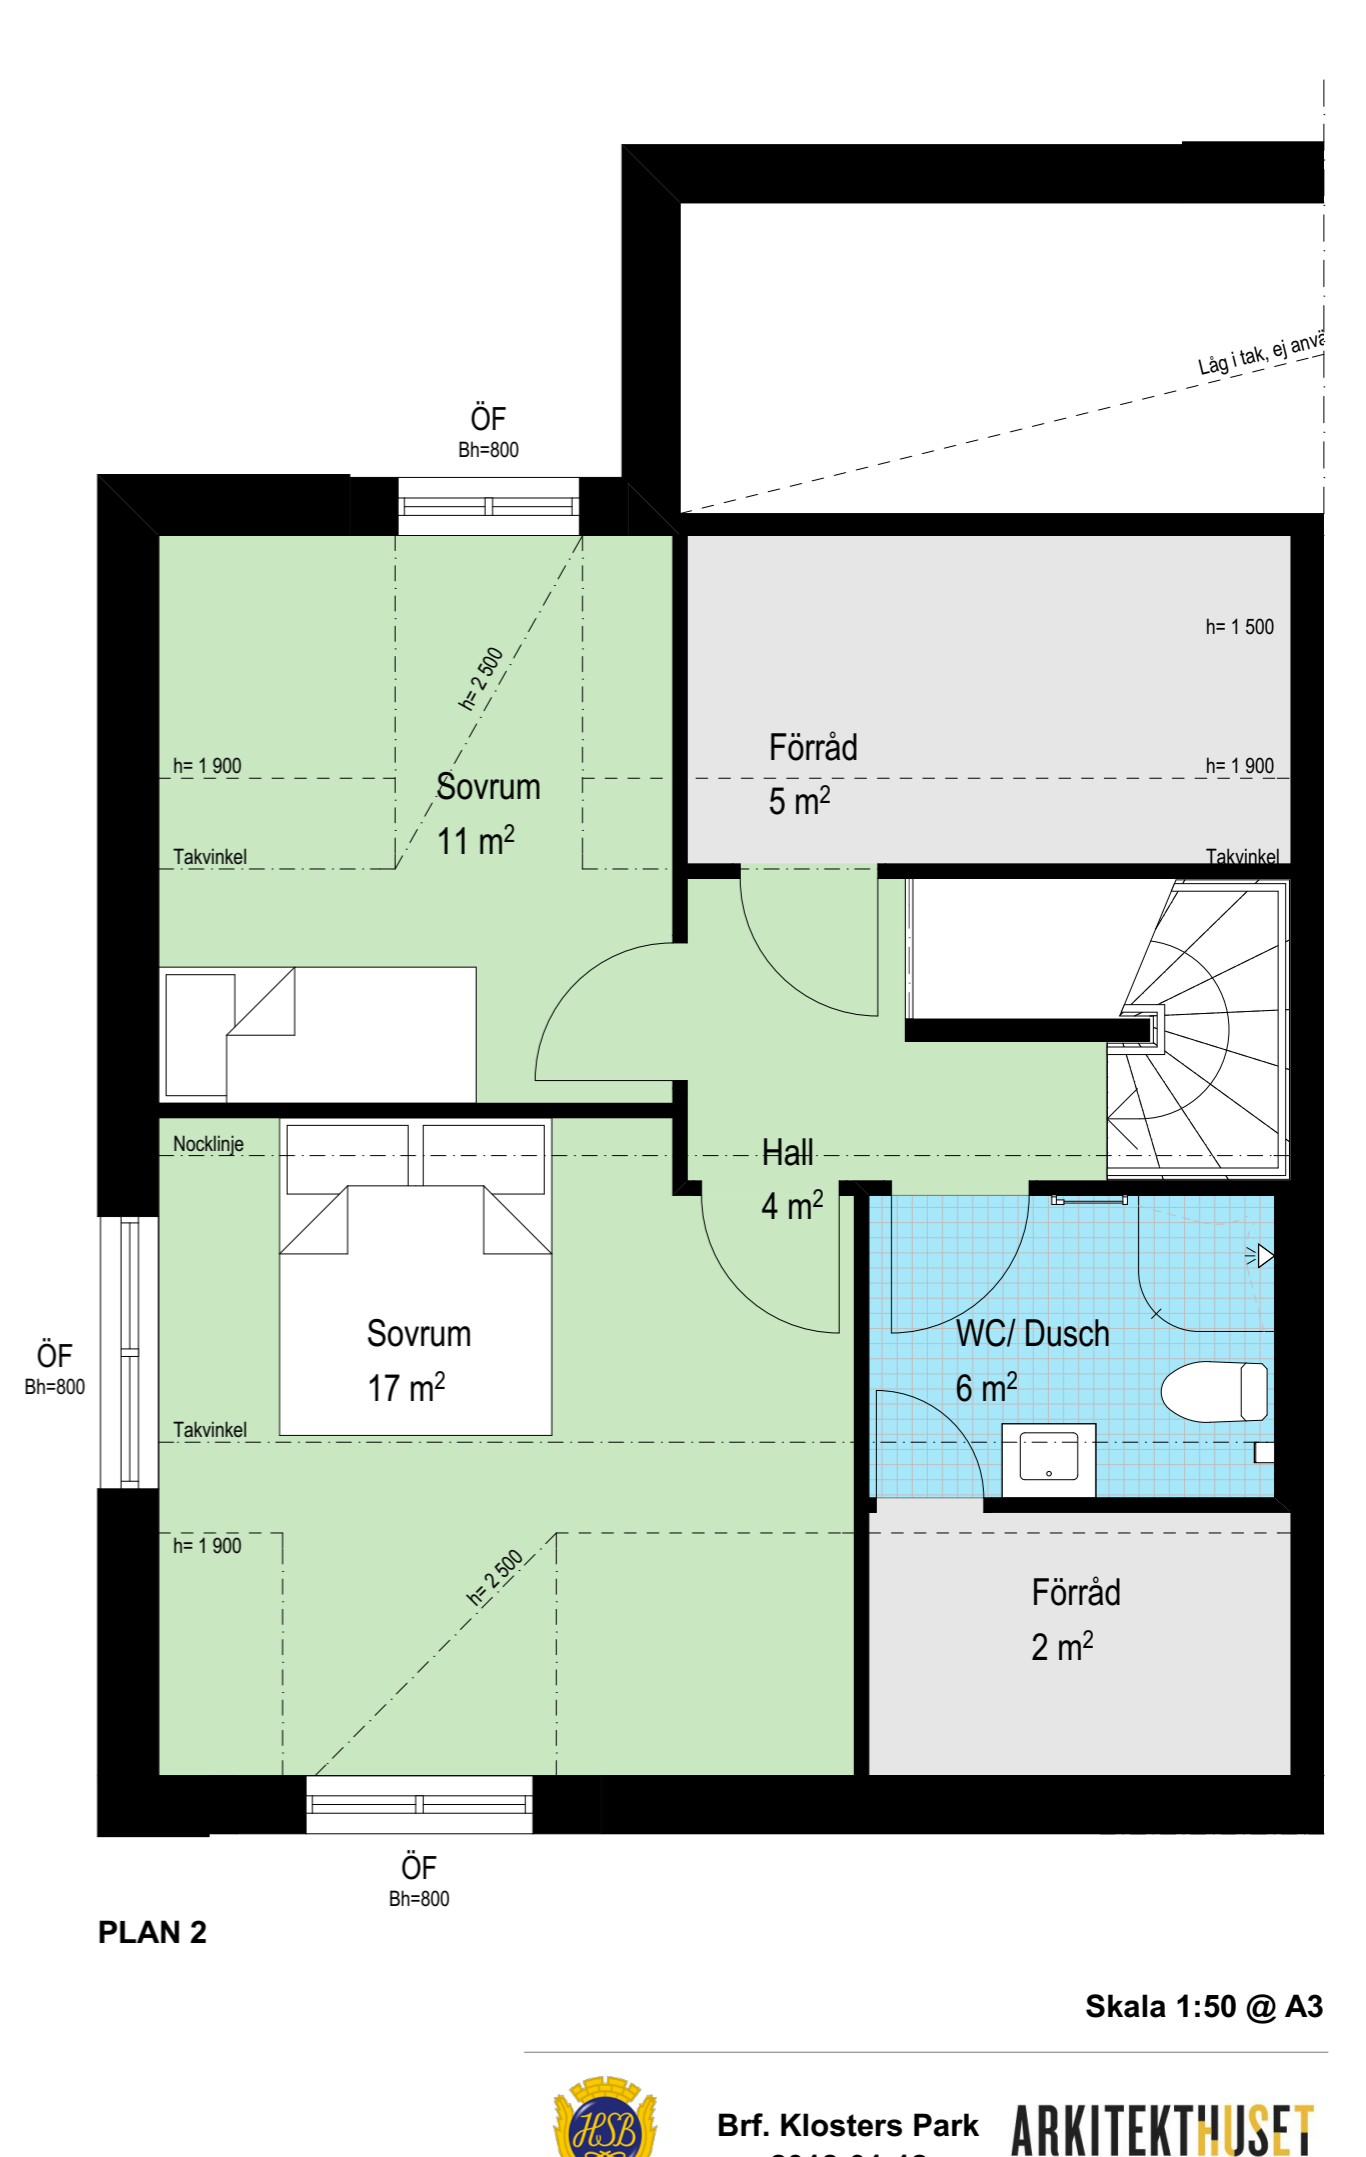 Låg i tak, ej anvä
ÖF
Bh=800
h= 1 500
h= 2 500
h= 1 900
Sovrum
11 m²
Förråd
5 m²
h= 1 900
Takvinkel
Takvinkel
Nocklinje
Hall
4 m²
ÖF
Bh=800
Sovrum
17 m²
WC/ Dusch
6 m²
Takvinkel
h= 1 900
h= 2 500
Förråd
2 m²
ÖF
Bh=800
PLAN 2
Skala 1:50 @ A3
HSB
Brf. Klosters Park
ARKITEKTHUSET